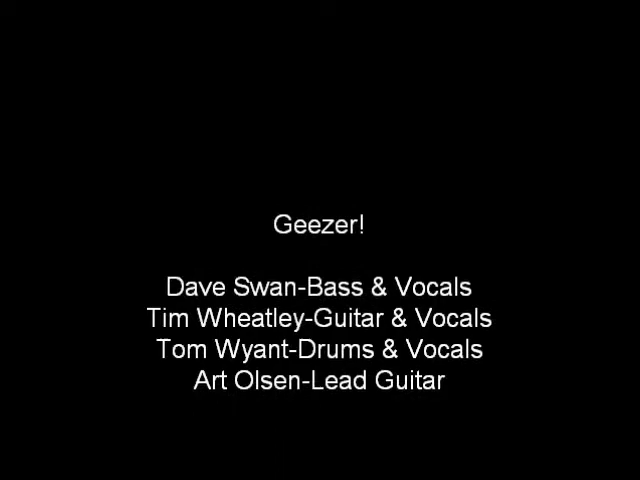 Geezer!
Dave Swan-Bass & Vocals
Tim Wheatley-Guitar & Vocals
Tom Wyant-Drums & Vocals
Art Olsen-Lead Guitar